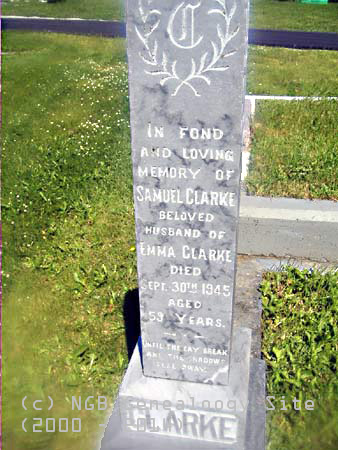 C
IN FOND
AND LOVING
MEMORY OF
SAMUEL CLARKE
BELOVED
HUSBAND OF
EMMA CLARKE
DIED
SEPT. 30TH 1945
AGED
59 YEARS.
UNTIL THE DAY BREAK
AND THE SHADOWS
FLEE AWAY
CLARKE
(c) NGB Genealogy Site
(2000